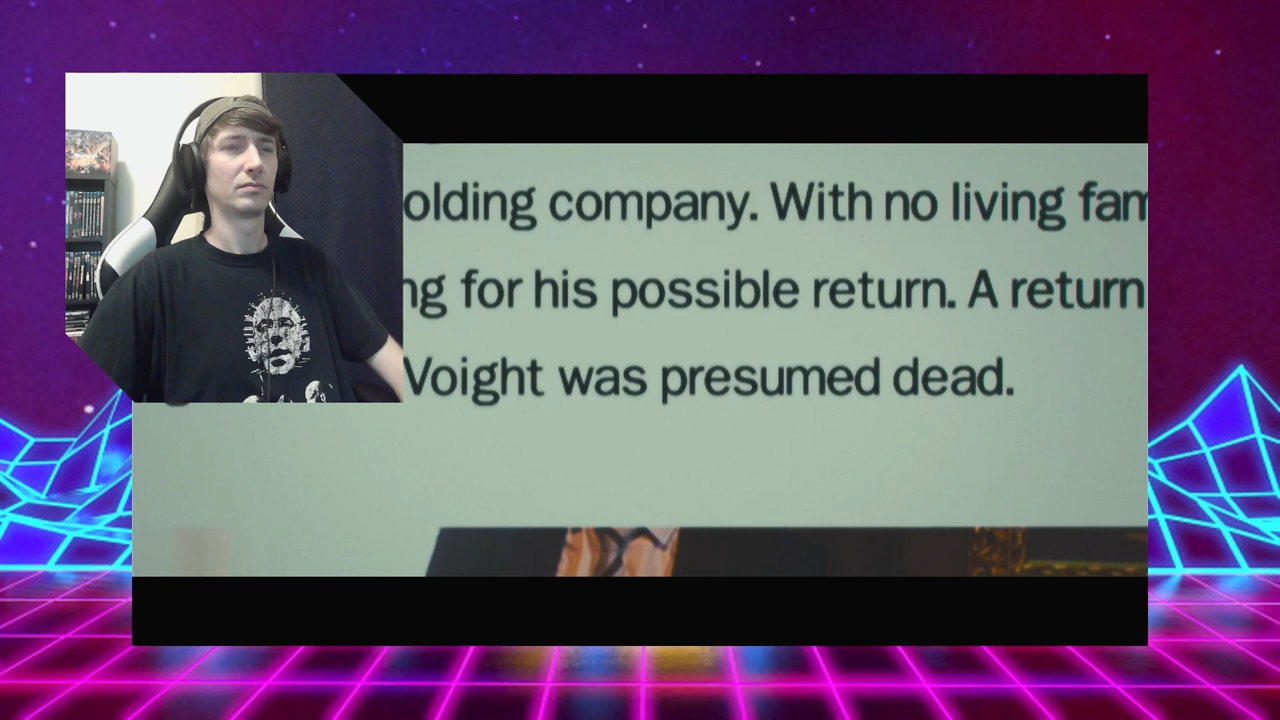 olding company. With no living fam
ng for his possible return. A return
Voight was presumed dead.